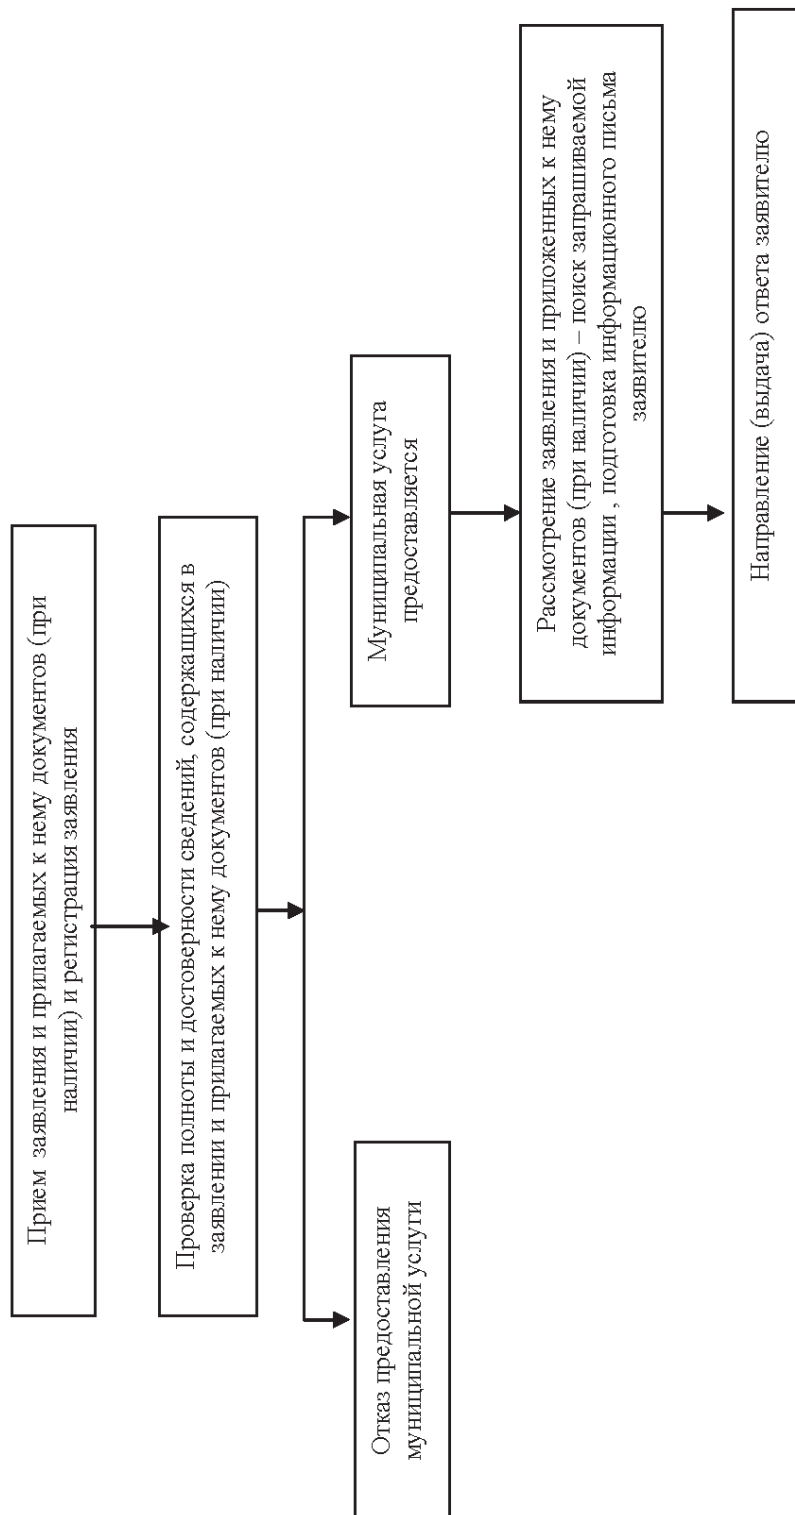 Прием заявления и прилагаемых к нему документов (при
наличии) и регистрация заявления
Проверка полноты и достоверности сведений, содержащихся в
заявлении и прилагаемых к нему документов (при наличии)
Отказ предоставления
муниципальной услуги
Муниципальная услуга
предоставляется
Рассмотрение заявления и приложенных к нему
документов (при наличии) – поиск запрашиваемой
информации , подготовка информационного письма
заявителю
Направление (выдача) ответа заявителю